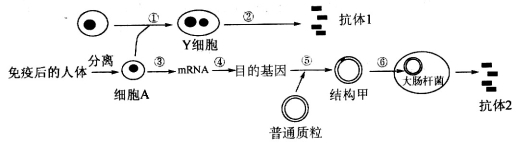 ① ② 抗体1
Y细胞
免疫后的人体 分离 ③ mRNA ④ 目的基因 ⑤ ⑥ 大肠杆菌
细胞A 结构甲
普通质粒 抗体2